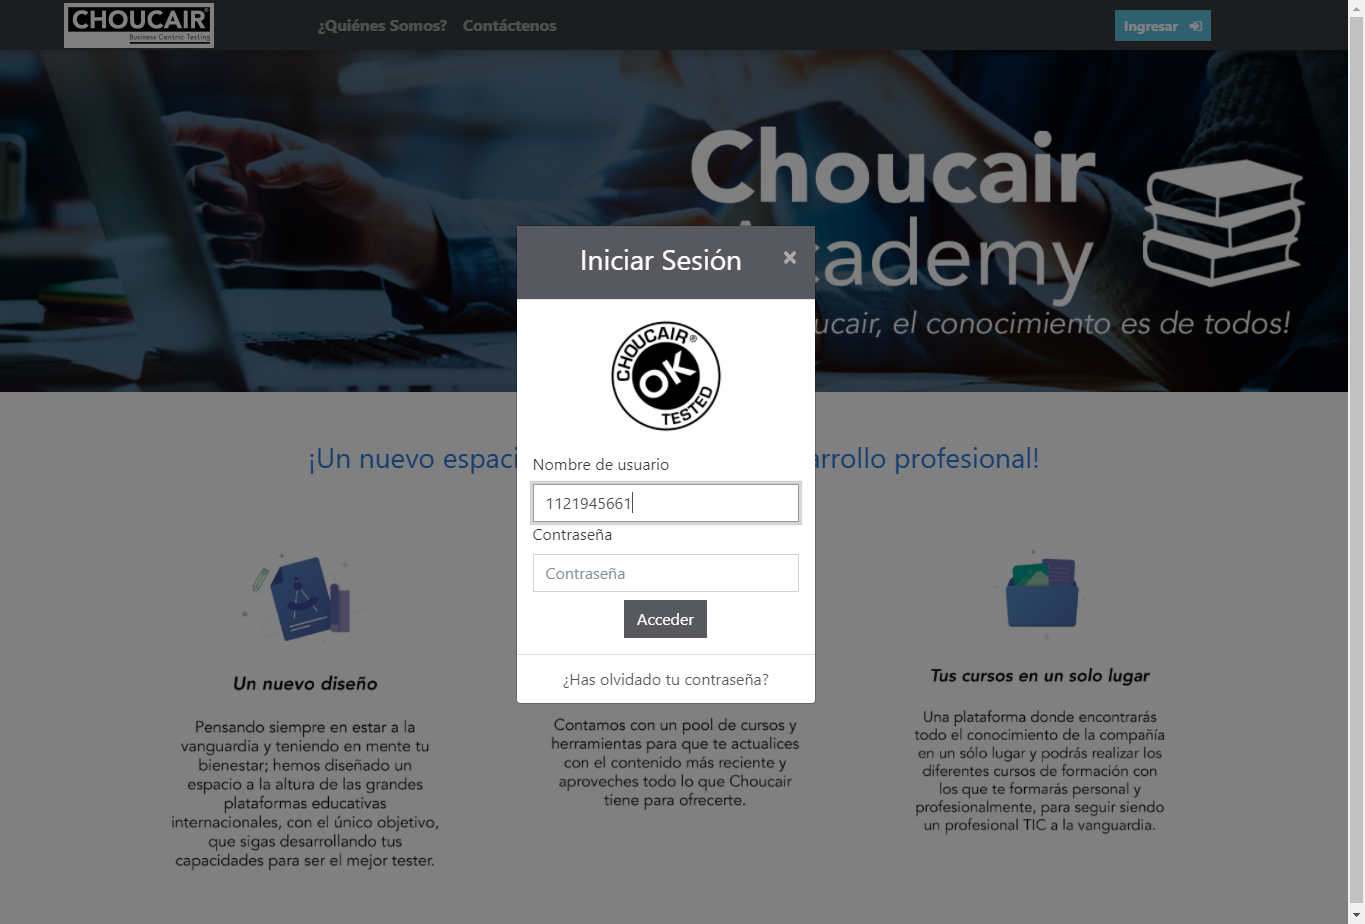 CHOUCAIR®
Business Centric Testing
¿Quiénes Somos? Contáctenos
Ingresar
Choucair
cademy
ucair, el conocimiento es de todos!
Iniciar Sesión
×
CHOUCAIR®
OK
TESTED
Nombre de usuario
1121945661
Contraseña
Contraseña
Acceder
¿Has olvidado tu contraseña?
¡Un nuevo espaci
rrollo profesional!
Un nuevo diseño
Pensando siempre en estar a la
vanguardia y teniendo en mente tu
bienestar; hemos diseñado un
espacio a la altura de las grandes
plataformas educativas
internacionales, con el único objetivo,
que sigas desarrollando tus
capacidades para ser el mejor tester.
Contamos con un pool de cursos y
herramientas para que te actualices
con el contenido más reciente y
aproveches todo lo que Choucair
tiene para ofrecerte.
Tus cursos en un solo lugar
Una plataforma donde encontrarás
todo el conocimiento de la compañía
en un sólo lugar y podrás realizar los
diferentes cursos de formación con
los que te formarás personal y
profesionalmente, para seguir siendo
un profesional TIC a la vanguardia.